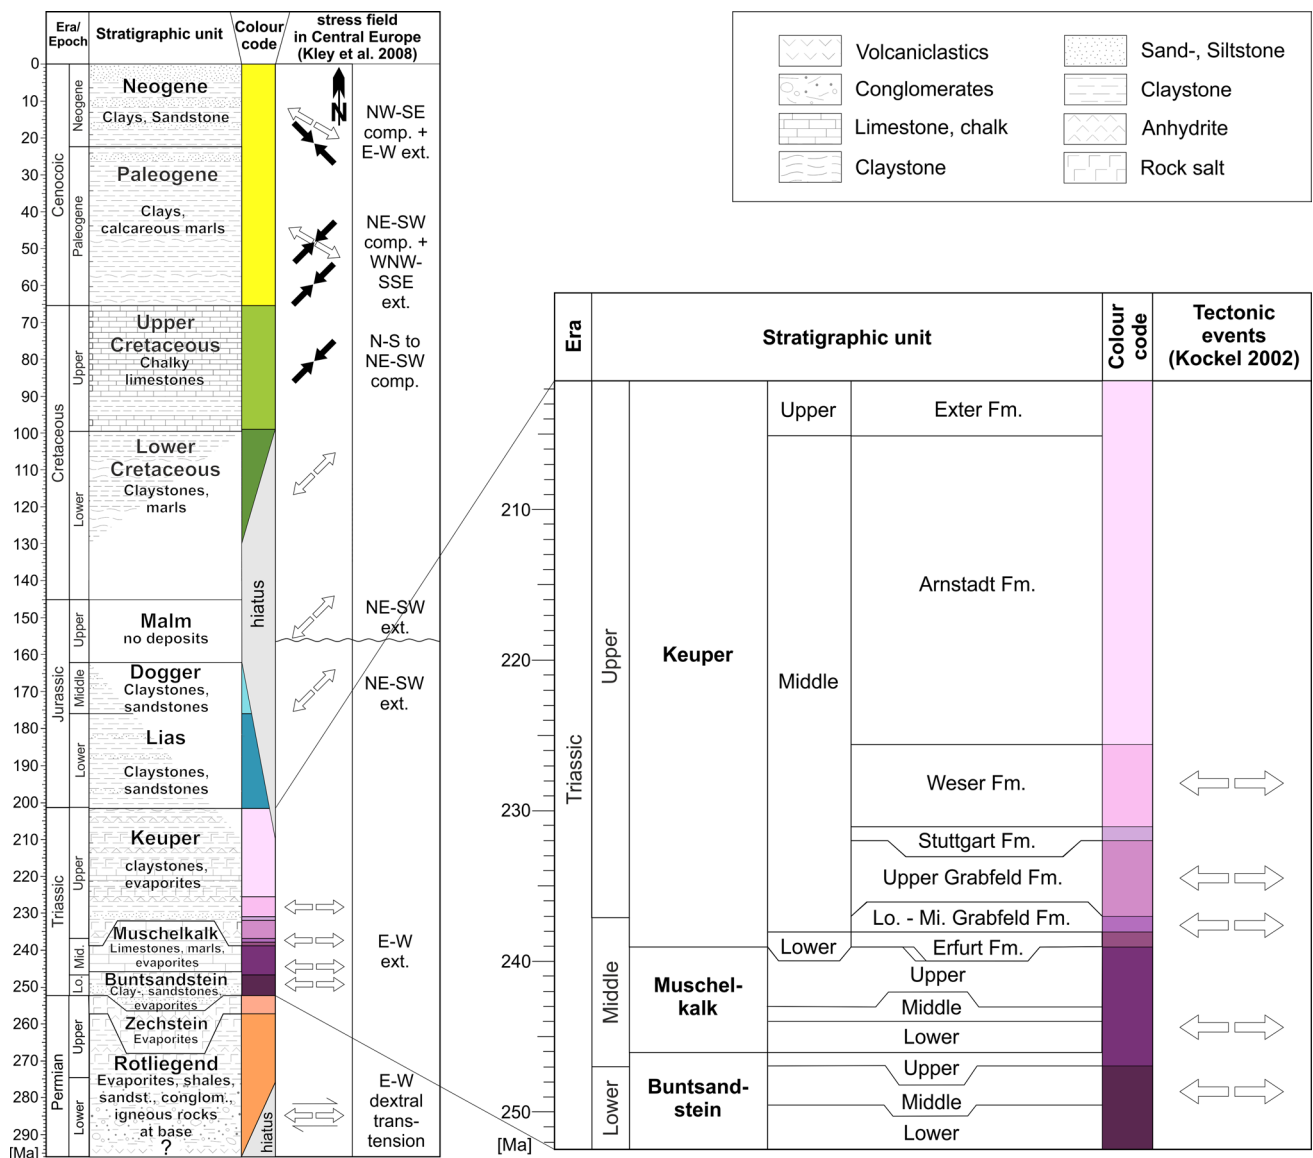 Era/
Epoch
Stratigraphic unit
Colour
code
stress field
in Central Europe
(Kley et al. 2008)
0
10
20
30
40
50
60
70
80
90
100
110
120
130
140
150
160
170
180
190
200
210
220
230
240
250
260
270
280
290
[Ma]
Cenocoic
Neogene
Paleogene
Cretaceous
Upper
Lower
Jurassic
Upper
Middle
Lower
Triassic
Upper
Mid.
Lo.
Permian
Upper
Lower
Neogene
Clays, Sandstone
Paleogene
Clays,
calcareous marls
Upper
Cretaceous
Chalky
limestones
Lower
Cretaceous
Claystones,
marls
Malm
no deposits
Dogger
Claystones,
sandstones
Lias
Claystones,
sandstones
Keuper
claystones,
evaporites
Muschelkalk
Limestones, marls,
evaporites
Buntsandstein
Clay-, sandstones,
evaporites
Zechstein
Evaporites
Rotliegend
Evaporites, shales,
sandst., conglom.,
igneous rocks
at base
?
hiatus
hiatus
N
NW-SE
comp. +
E-W ext.
NE-SW
comp. +
WNW-
SSE
ext.
N-S to
NE-SW
comp.
NE-SW
ext.
NE-SW
ext.
E-W
ext.
E-W
dextral
trans-
tension
Volcaniclastics
Conglomerates
Limestone, chalk
Claystone
Sand-, Siltstone
Claystone
Anhydrite
Rock salt
Era
Stratigraphic unit
Colour
code
Tectonic
events
(Kockel 2002)
210
220
230
240
250
[Ma]
Triassic
Upper
Middle
Lower
Keuper
Muschel-
kalk
Buntsand-
stein
Upper
Middle
Lower
Exter Fm.
Arnstadt Fm.
Weser Fm.
Stuttgart Fm.
Upper Grabfeld Fm.
Lo. - Mi. Grabfeld Fm.
Erfurt Fm.
Upper
Middle
Lower
Upper
Middle
Lower